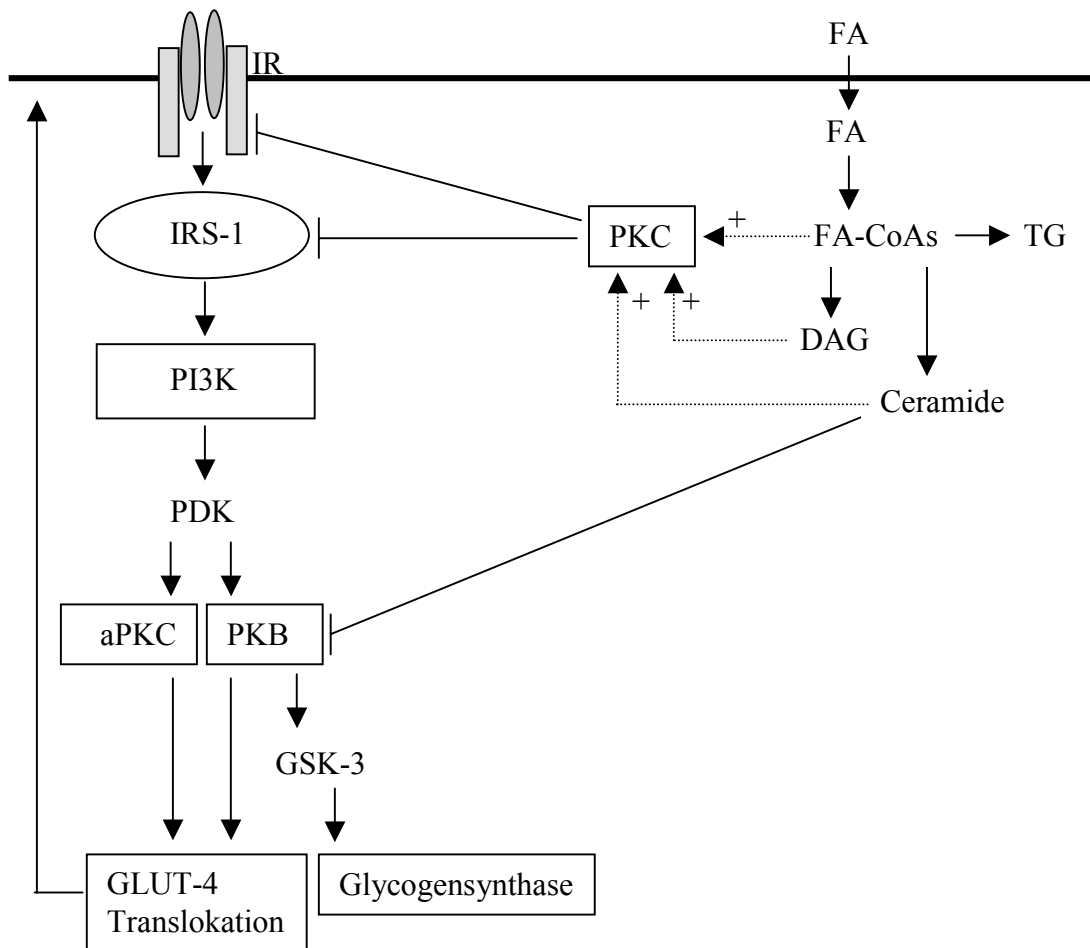 FA
IR
FA
IRS-1
PKC
+
FA-CoAs
TG
+
+
DAG
PI3K
Ceramide
PDK
aPKC
PKB
GSK-3
GLUT-4
Translokation
Glycogensynthase